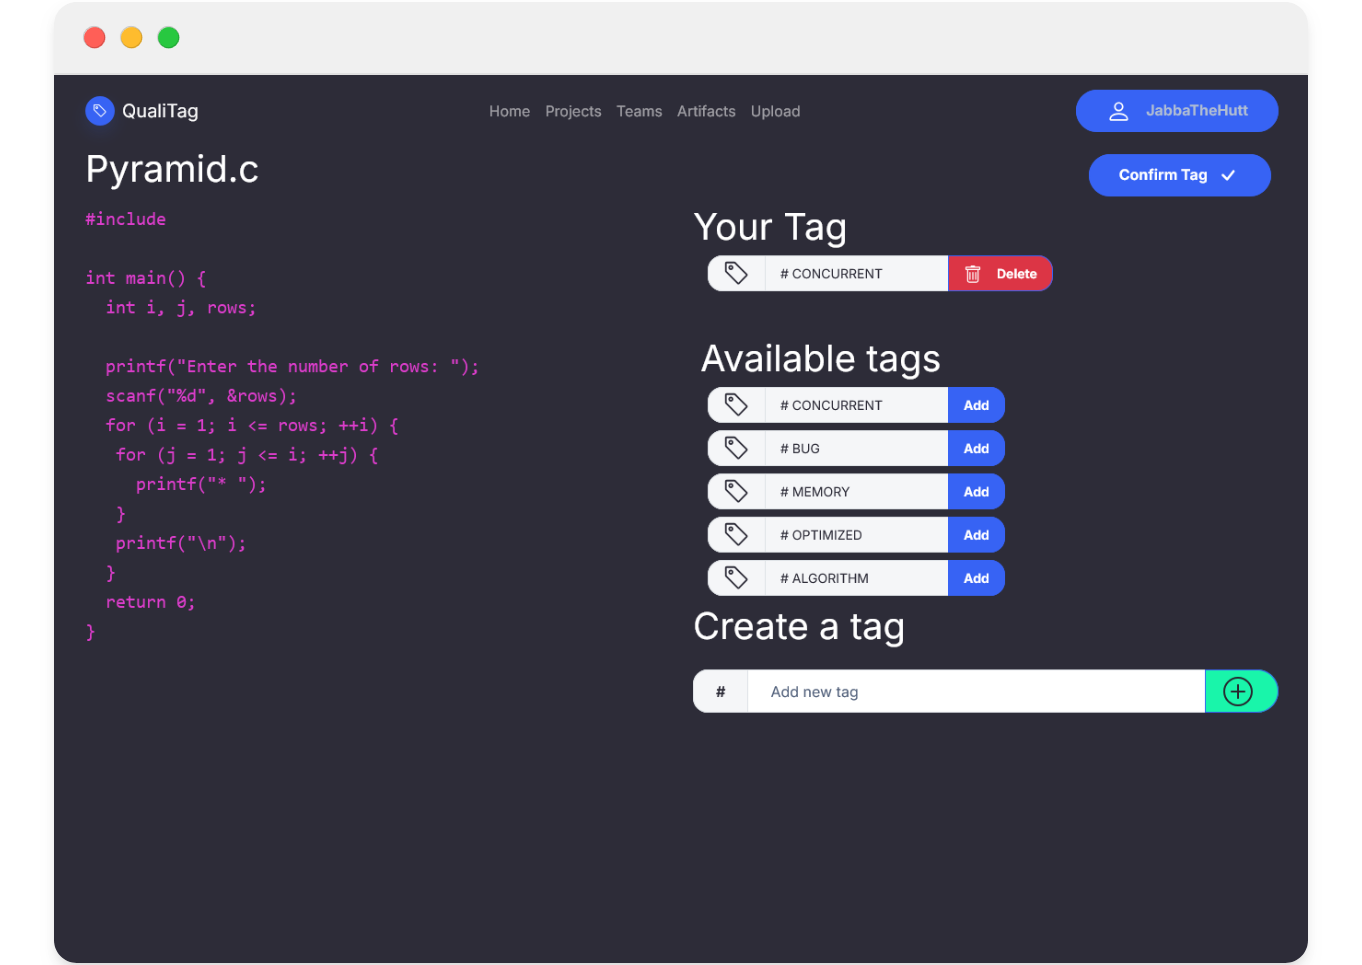 QualiTag
Home Projects Teams Artifacts Upload
JabbaTheHutt
Pyramid.c
Confirm Tag
#include
int main() {
int i, j, rows;
printf("Enter the number of rows: ");
scanf("%d", &rows);
for (i = 1; i <= rows; ++i) {
for (j = 1; j <= i; ++j) {
printf("* ");
}
printf("\n");
}
return 0;
}
Your Tag
# CONCURRENT Delete
Available tags
# CONCURRENT Add
# BUG Add
# MEMORY Add
# OPTIMIZED Add
# ALGORITHM Add
Create a tag
# Add new tag